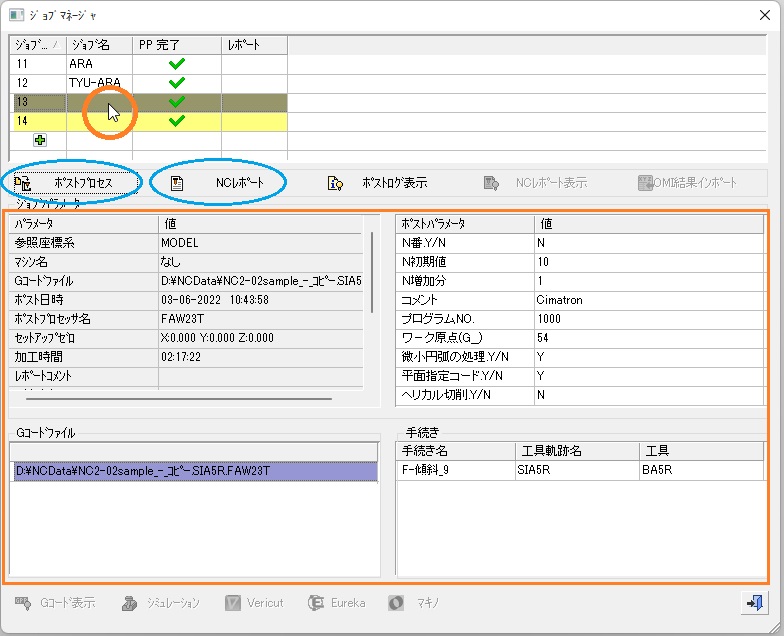 ジョブマネージャ
ジョブ... ジョブ名 PP 完了 レポート
11 ARA
12 TYU-ARA
13
14
ポストプロセス NCレポート ポストログ表示 NCレポート表示 OMI結果インポート
ジョブパラメータ
パラメータ 値
参照座標系 MODEL
マシン名 なし
Gコードファイル D:¥NCData¥NC2-02sample_-_コピー.SIA5
ポスト日時 03-06-2022 10:43:58
ポストプロセッサ名 FAW23T
セットアップゼロ X:0.000 Y:0.000 Z:0.000
加工時間 02:17:22
レポートコメント
ポストパラメータ 値
N番.Y/N N
N初期値 10
N増加分 1
コメント Cimatron
プログラムNO. 1000
ワーク原点(G_) 54
微小円弧の処理.Y/N Y
平面指定コード.Y/N Y
ヘリカル切削.Y/N N
Gコードファイル
D:¥NCData¥NC2-02sample_-_コピー.SIA5R.FAW23T
手続き
手続き名 工具軌跡名 工具
F-傾斜_9 SIA5R BA5R
Gコード表示 シミュレーション Vericut Eureka マキノ